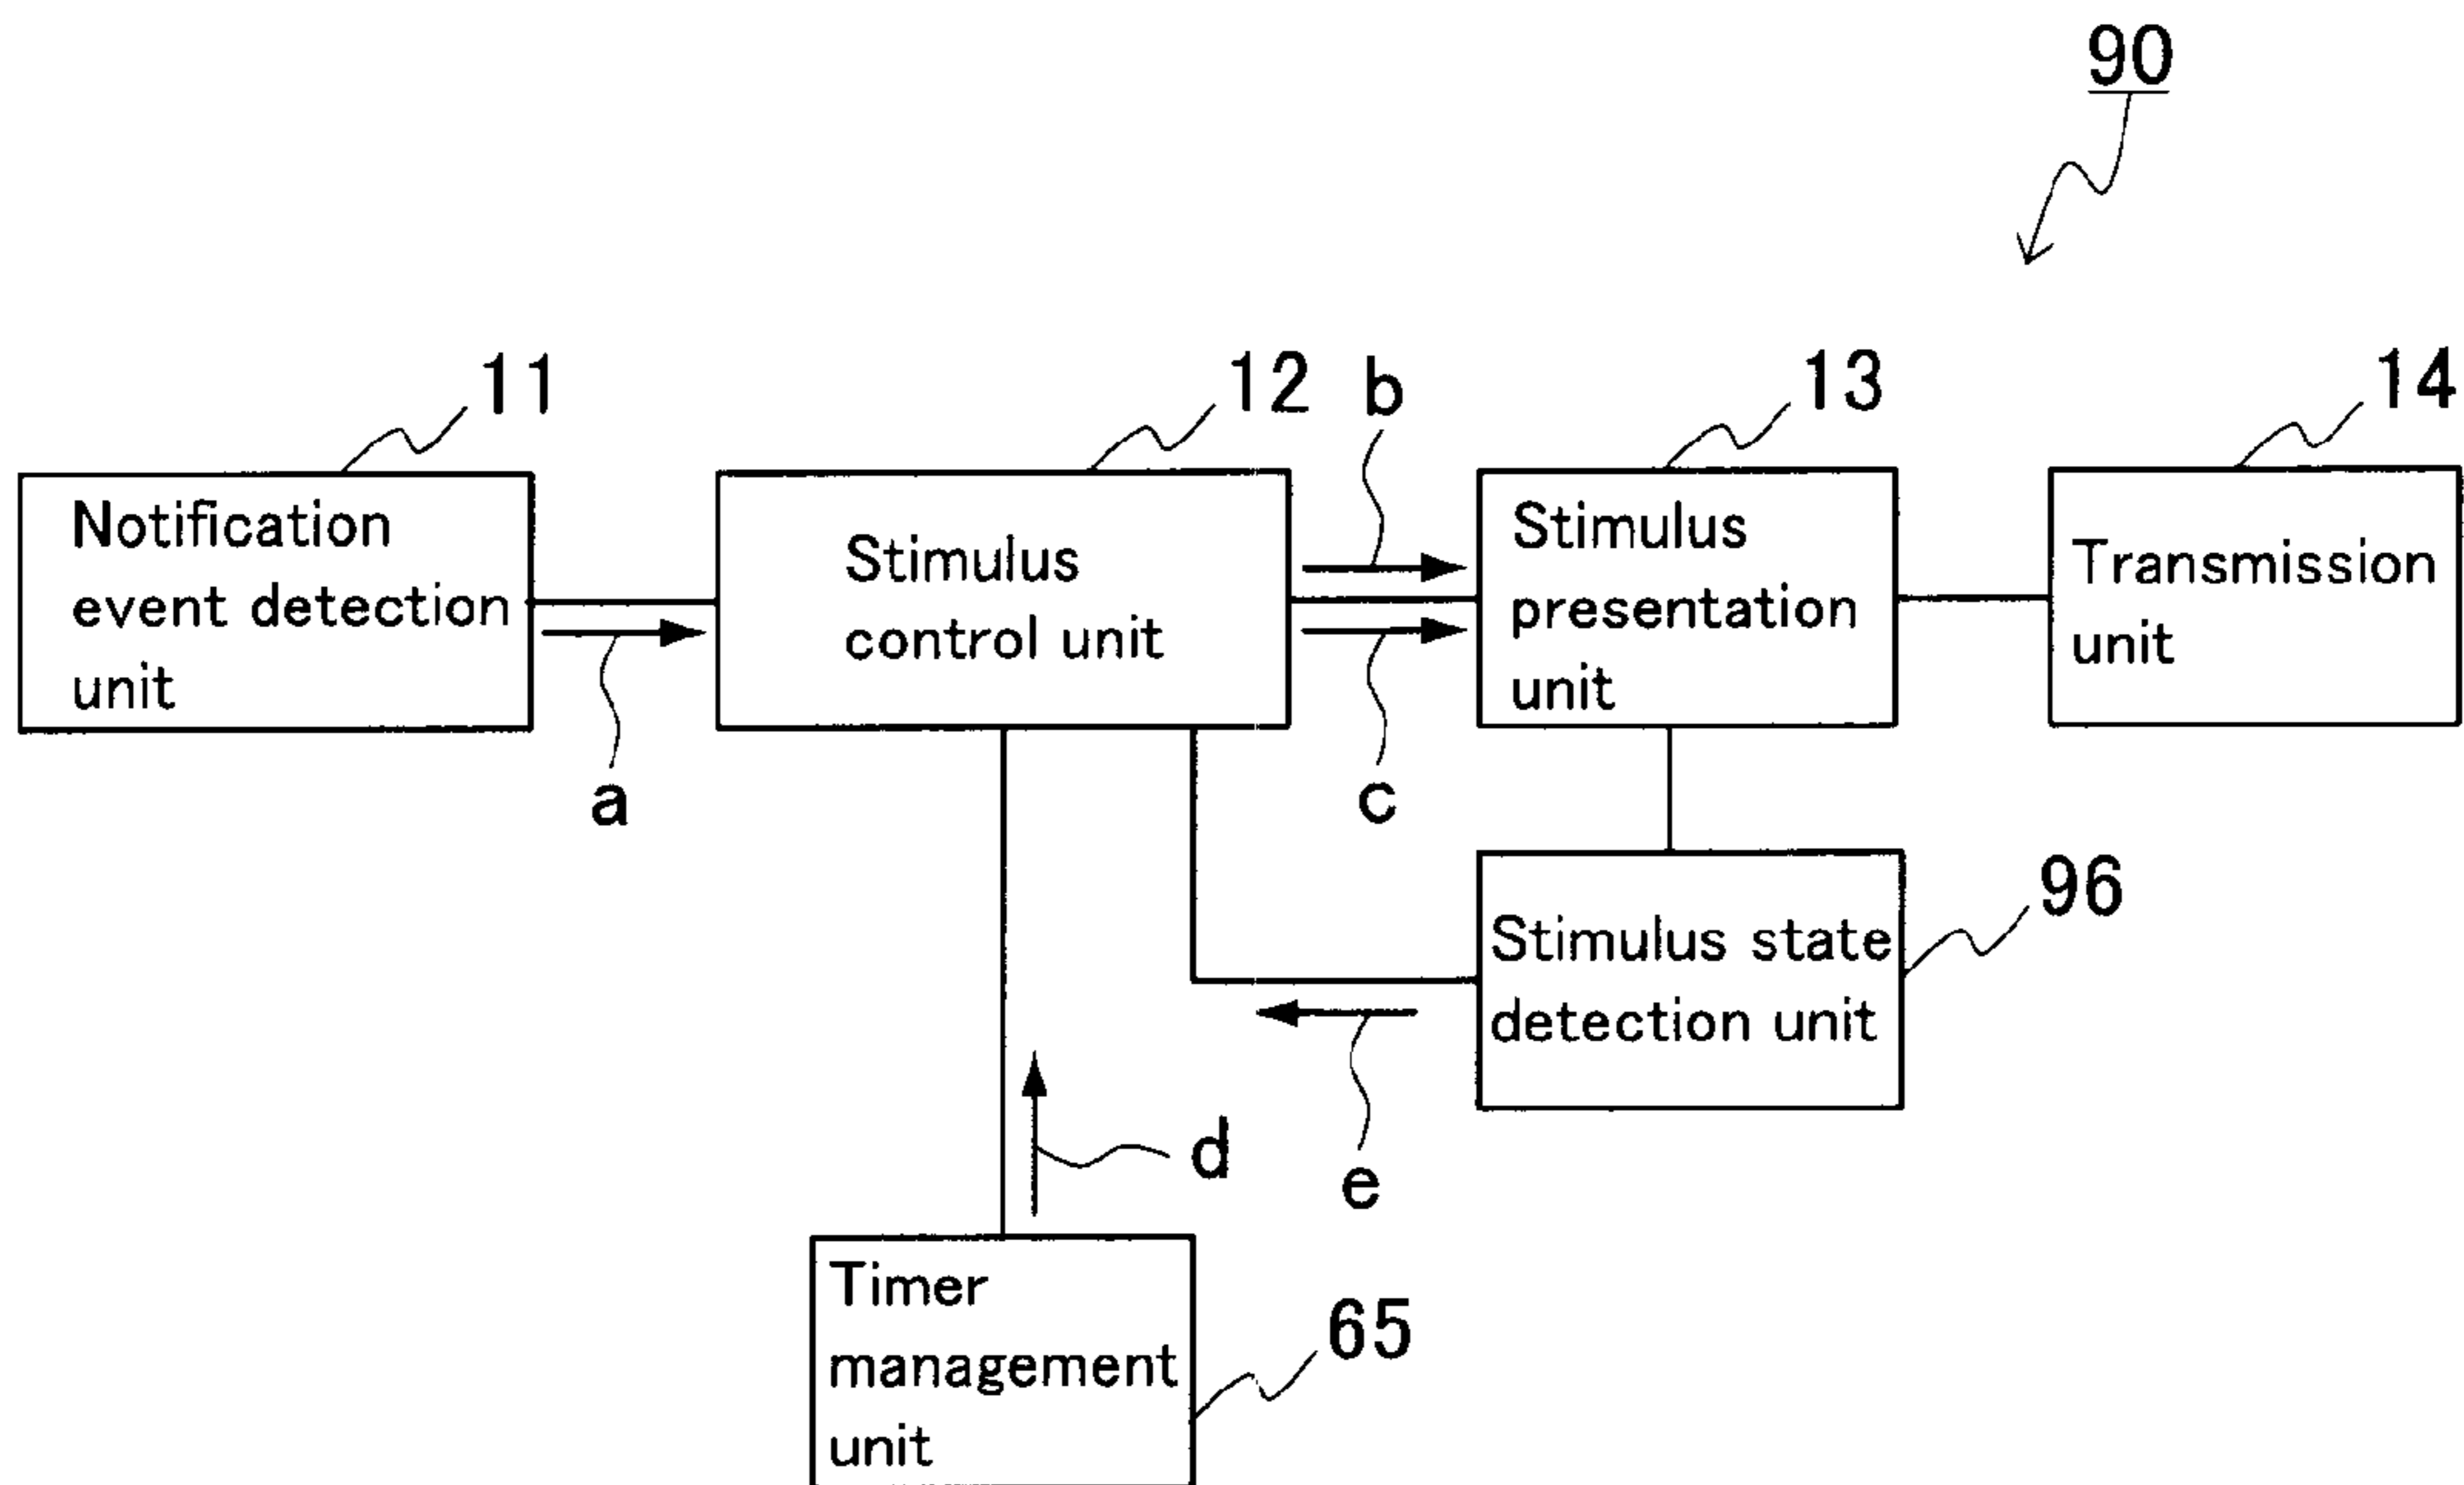 90
11
12
b
13
14
Notification
event detection
unit
Stimulus
control unit
Stimulus
presentation
unit
Transmission
unit
a
c
96
Stimulus state
detection unit
d
e
Timer
management
unit
65